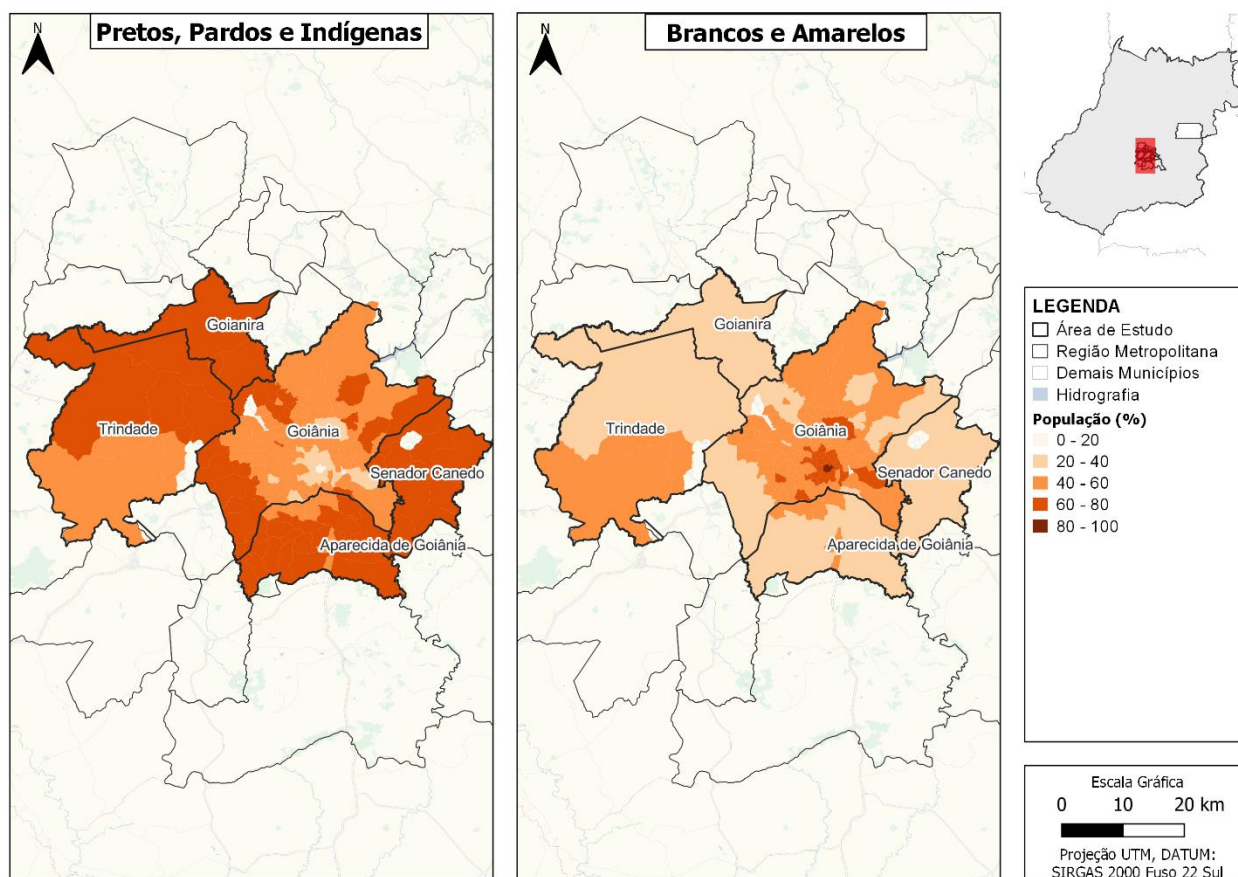 N
Pretos, Pardos e Indígenas
Goianira
Trindade
Goiânia
Senador Canedo
Aparecida de Goiânia
N
Brancos e Amarelos
Goianira
Trindade
Goiânia
Senador Canedo
Aparecida de Goiânia
LEGENDA
Área de Estudo
Região Metropolitana
Demais Municípios
Hidrografia
População (%)
0 - 20
20 - 40
40 - 60
60 - 80
80 - 100
Escala Gráfica
0 10 20 km
Projeção UTM, DATUM:
SIRGAS 2000 Fuso 22 Sul